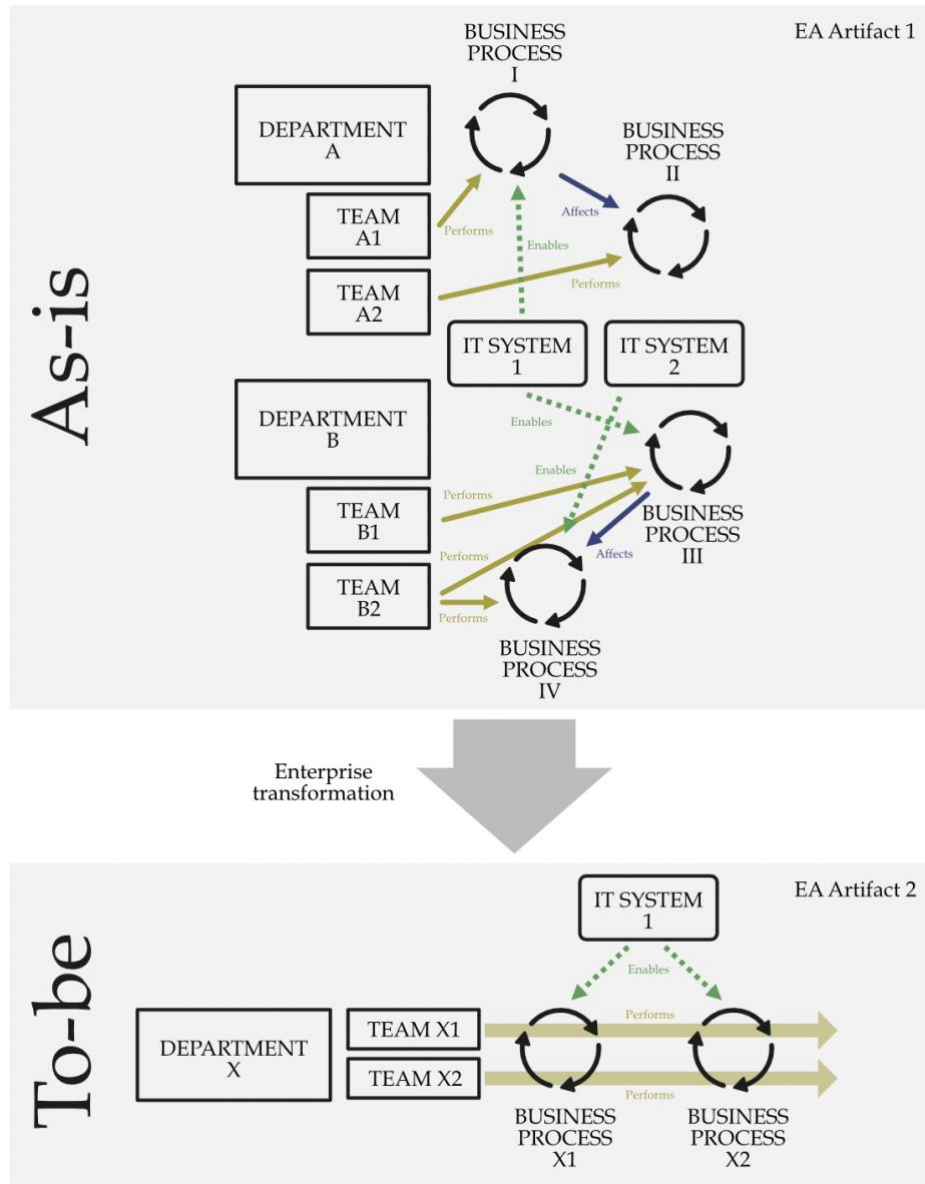 EA Artifact 1
As-is
BUSINESS
PROCESS
I
DEPARTMENT
A
BUSINESS
PROCESS
II
TEAM
A1
Performs
Affects
Enables
TEAM
A2
Performs
IT SYSTEM
1
IT SYSTEM
2
DEPARTMENT
B
Enables
Enables
TEAM
B1
Performs
BUSINESS
PROCESS
III
Performs
Affects
TEAM
B2
Performs
BUSINESS
PROCESS
IV
Enterprise
transformation
EA Artifact 2
To-be
IT SYSTEM
1
Enables
DEPARTMENT
X
TEAM X1
Performs
TEAM X2
Performs
BUSINESS
PROCESS
X1
BUSINESS
PROCESS
X2